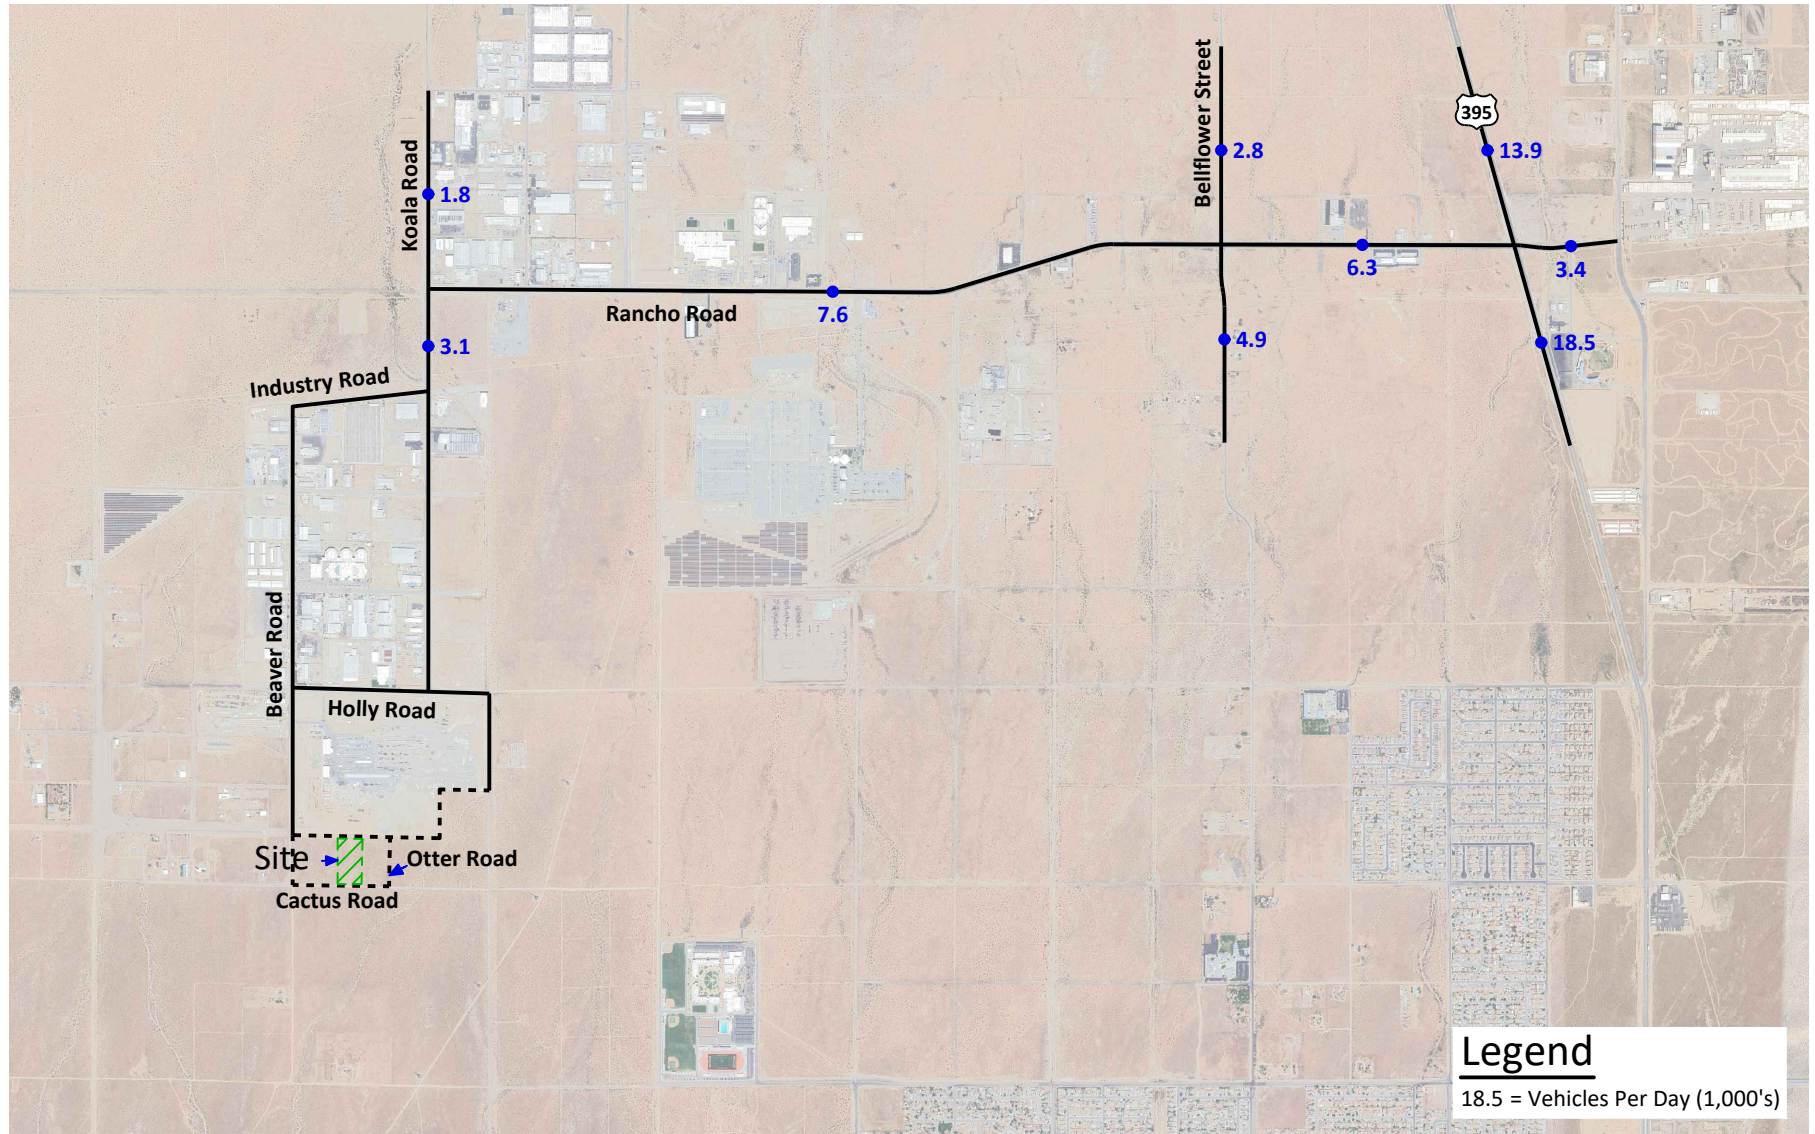 Bellflower Street
395
Koala Road
2.8
13.9
1.8
6.3
3.4
Rancho Road
7.6
3.1
4.9
18.5
Industry Road
Beaver Road
Holly Road
Site
Otter Road
Cactus Road
Legend
18.5 = Vehicles Per Day (1,000's)